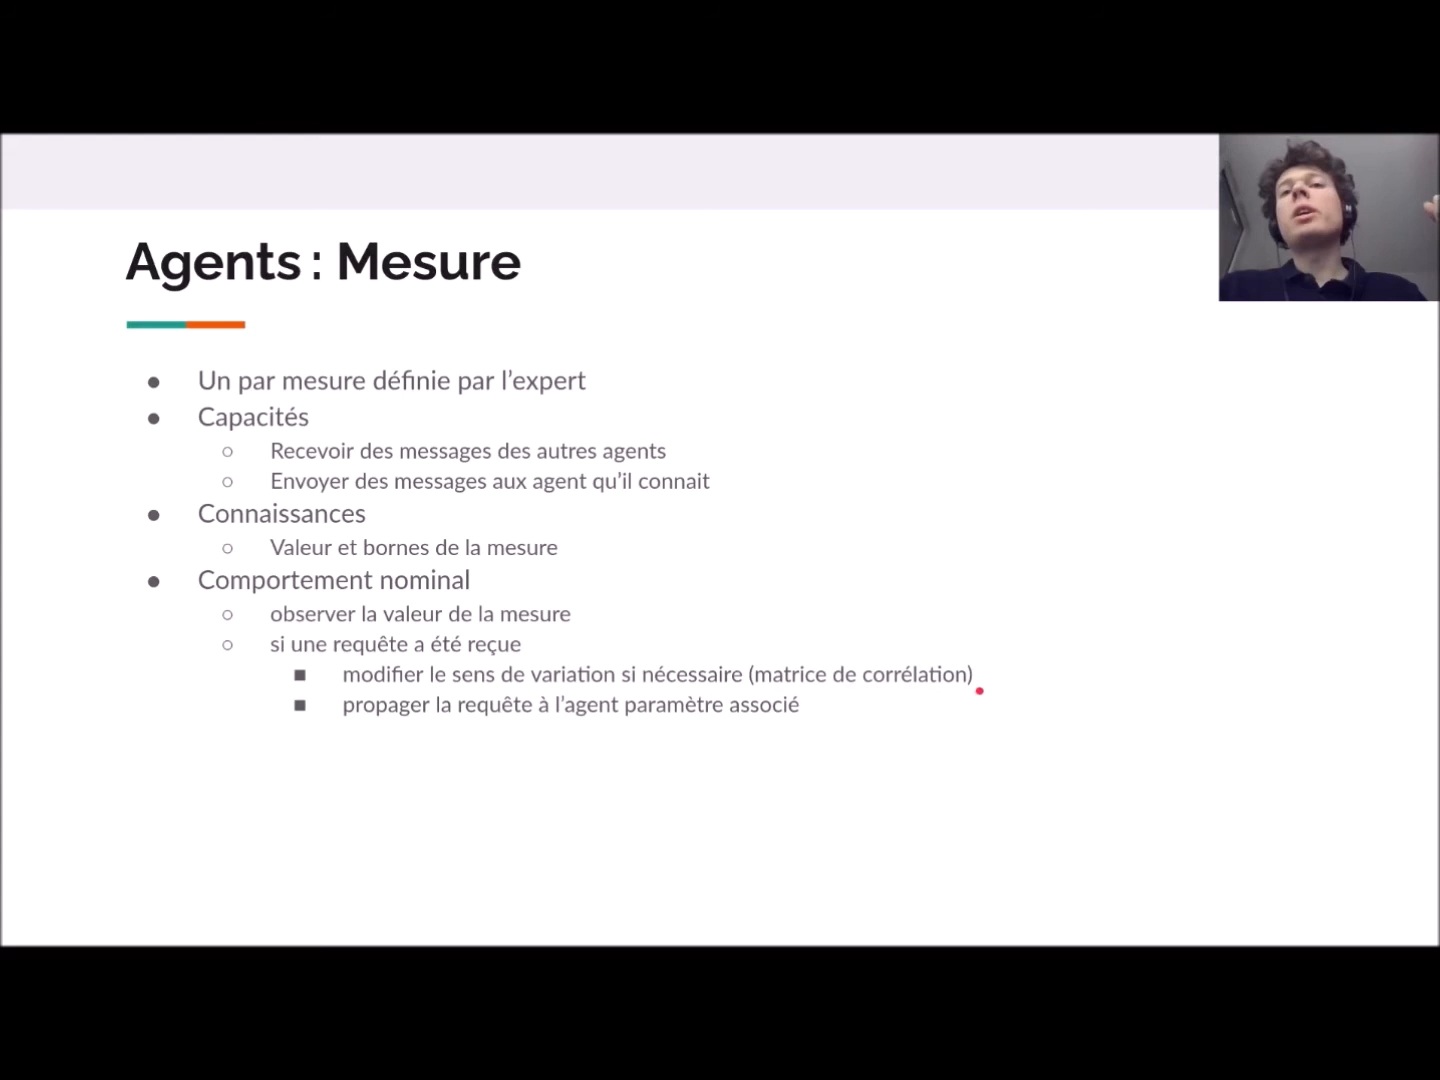 Agents : Mesure
● Un par mesure définie par l’expert
● Capacités
○ Recevoir des messages des autres agents
○ Envoyer des messages aux agent qu’il connait
● Connaissances
○ Valeur et bornes de la mesure
● Comportement nominal
○ observer la valeur de la mesure
○ si une requête a été reçue
■ modifier le sens de variation si nécessaire (matrice de corrélation)
■ propager la requête à l’agent paramètre associé